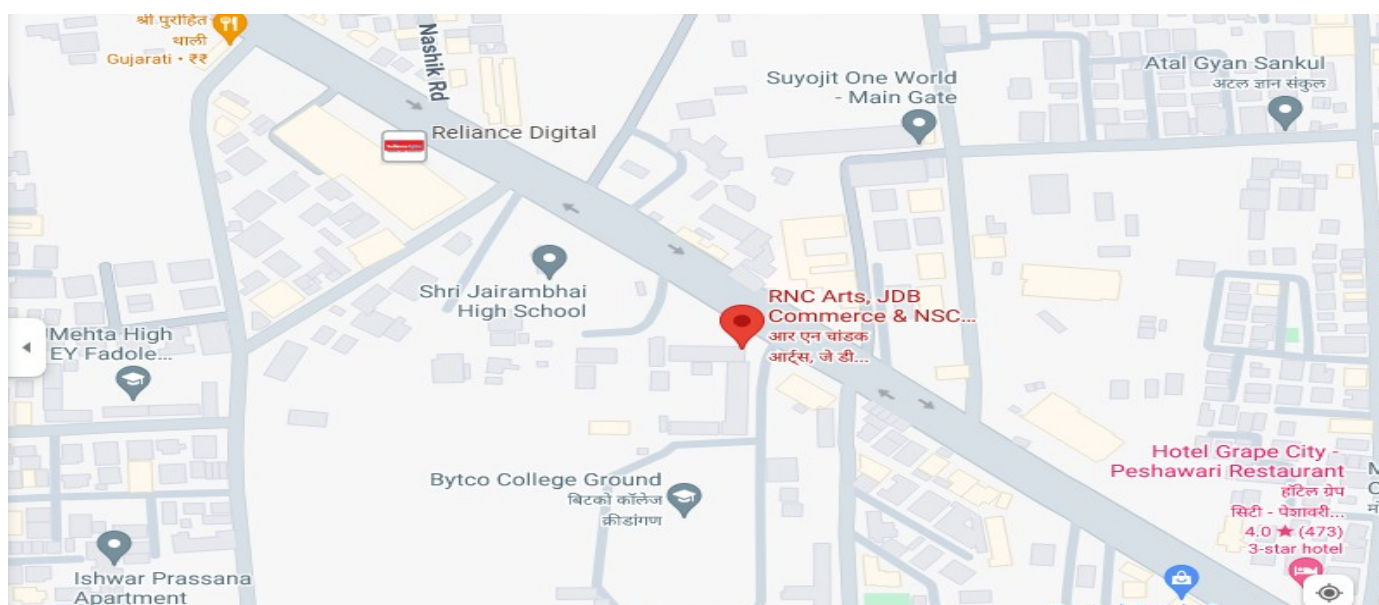 श्री पुरोहित
थाली
Gujarati • ₹₹
Nashik Rd
Reliance Digital
Suyojit One World
- Main Gate
Atal Gyan Sankul
अटल ज्ञान संकुल
Shri Jairambhai
High School
RNC Arts, JDB
Commerce & NSC...
आर एन चांडक
आर्ट्स, जे डी...
Mehta High
EY Fadole...
Bytco College Ground
बिटको कॉलेज
क्रीडांगण
Hotel Grape City -
Peshawari Restaurant
हॉटेल ग्रेप
सिटी - पेशावरी...
4.0 ★ (473)
3-star hotel
Ishwar Prassana
Apartment